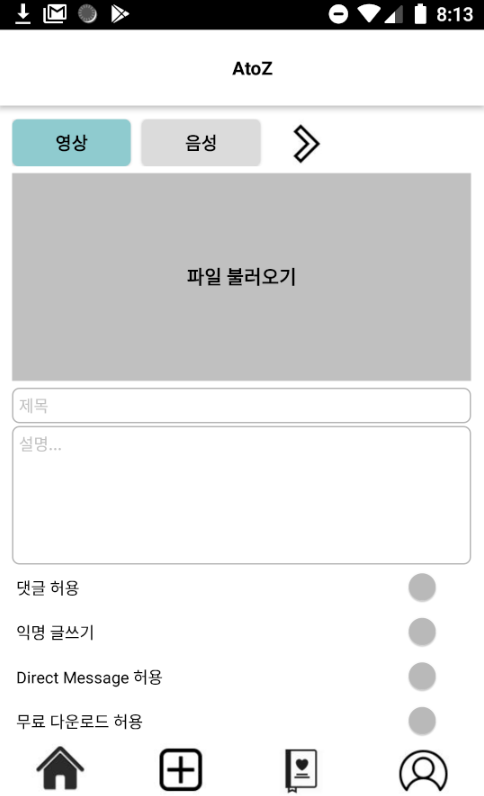 8:13
AtoZ
영상 음성
파일 불러오기
제목
설명...
댓글 허용
익명 글쓰기
Direct Message 허용
무료 다운로드 허용